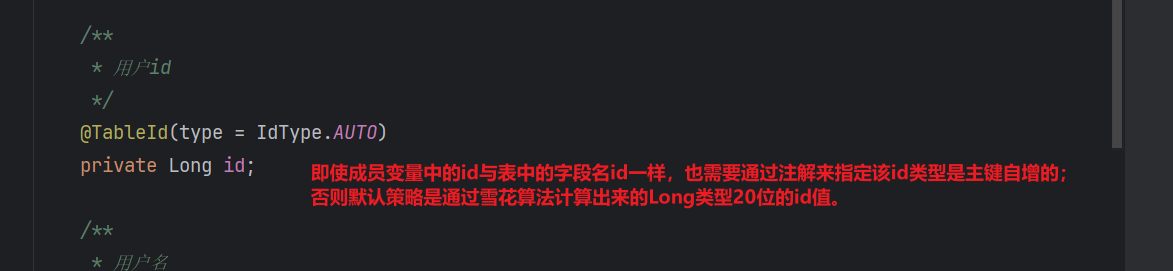 /**
* 用户id
*/
@TableId(type = IdType.AUTO)
private Long id;
即使成员变量中的id与表中的字段名id一样，也需要通过注解来指定该id类型是主键自增的；
否则默认策略是通过雪花算法计算出来的Long类型20位的id值。
/**
* 用户名